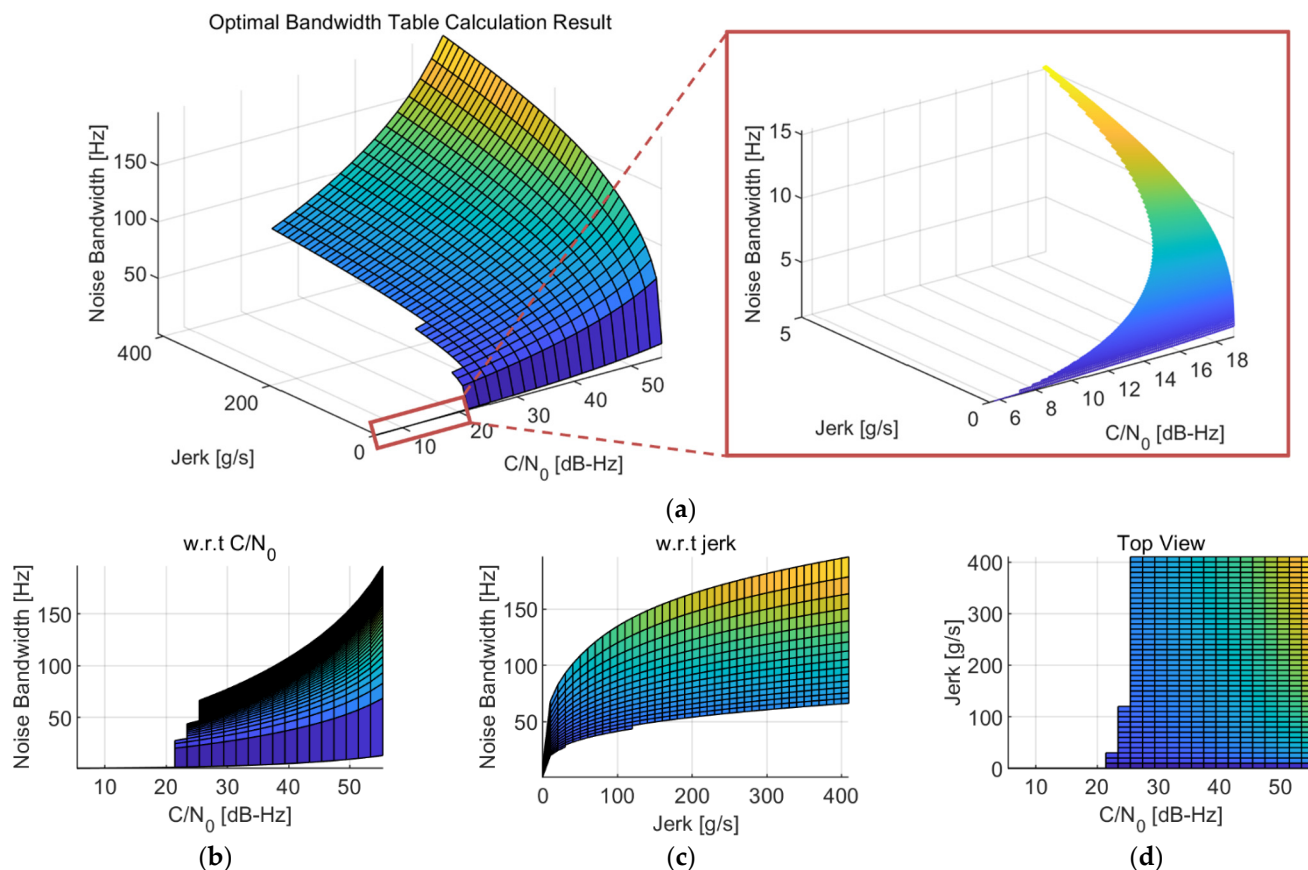 Optimal Bandwidth Table Calculation Result
Noise Bandwidth [Hz]
150
100
50
400
200
0
Jerk [g/s]
10
20
30
40
50
C/N0 [dB-Hz]
Noise Bandwidth [Hz]
15
10
5
5
0
Jerk [g/s]
6
8
10
12
14
16
18
C/N0 [dB-Hz]
(a)
w.r.t C/N0
Noise Bandwidth [Hz]
150
100
50
10 20 30 40 50
C/N0 [dB-Hz]
(b)
w.r.t jerk
Noise Bandwidth [Hz]
150
100
50
0 100 200 300 400
Jerk [g/s]
(c)
Top View
Jerk [g/s]
400
300
200
100
0
10 20 30 40 50
C/N0 [dB-Hz]
(d)